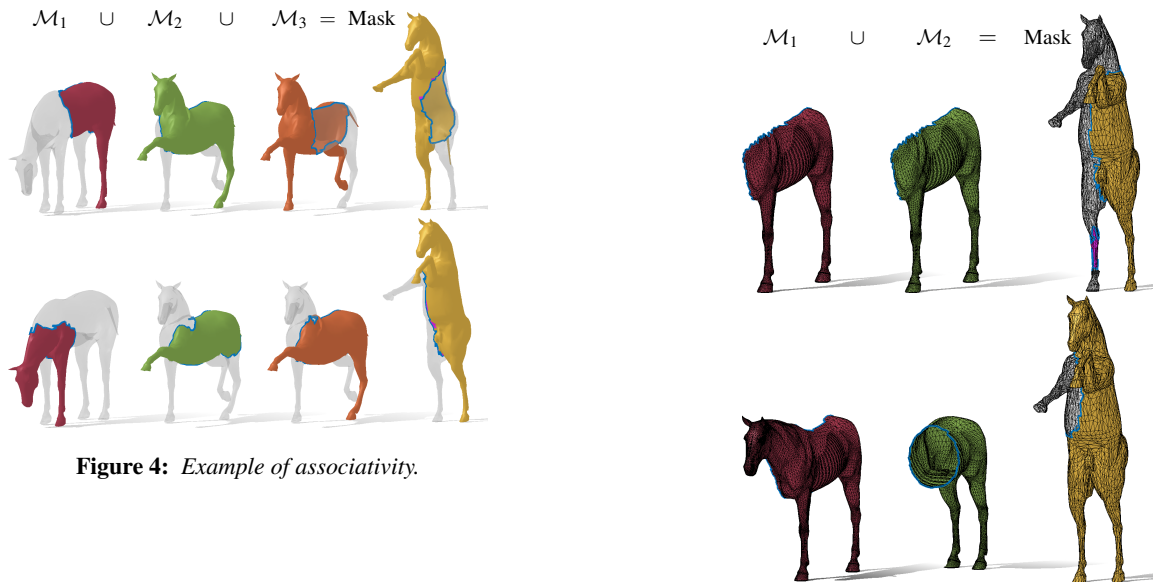 M₁ ∪ M₂ ∪ M₃ = Mask
Figure 4: Example of associativity.
M₁ ∪ M₂ = Mask